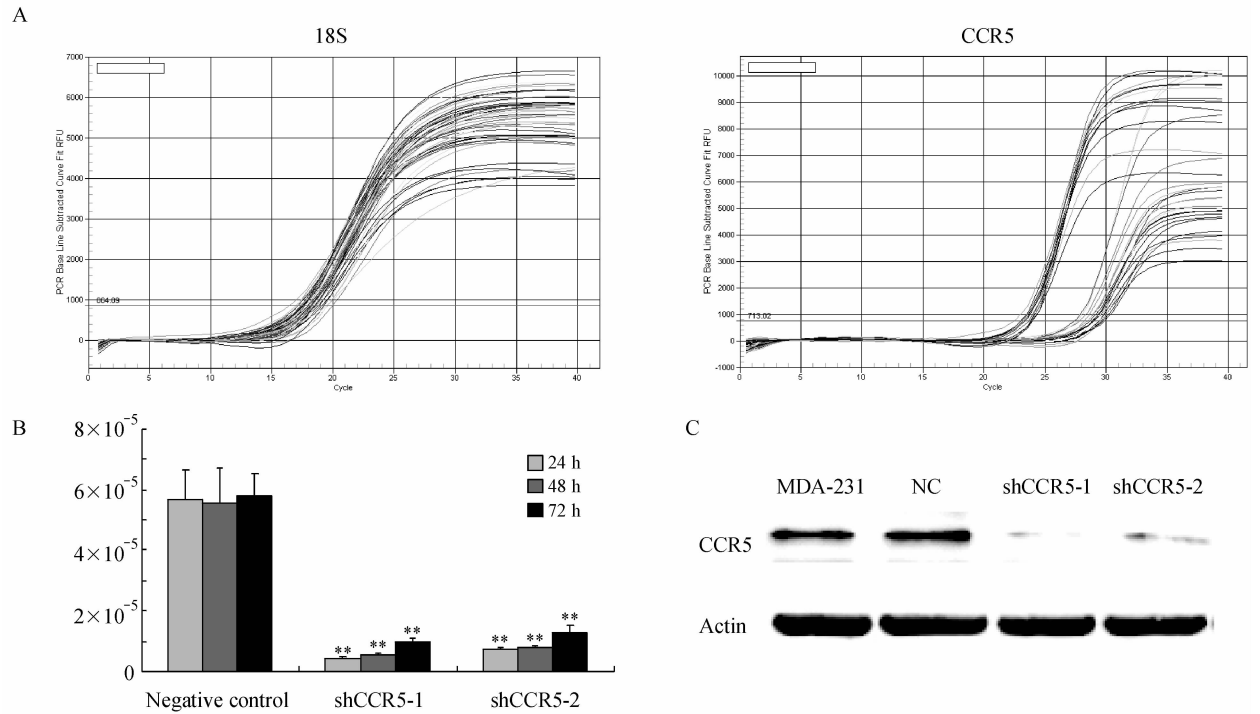 A
18S
CCR5
PCR Base Line Subtracted Curve Fit RFU
7000
6000
5000
4000
3000
2000
1000
0
664.69
0 5 10 15 20 25 30 35 40
Cycle
PCR Base Line Subtracted Curve Fit RFU
10000
9000
8000
7000
6000
5000
4000
3000
2000
1000
0
-1000
713.02
0 5 10 15 20 25 30 35 40
Cycle
B
8×10⁻⁵
6×10⁻⁵
4×10⁻⁵
2×10⁻⁵
0
24 h
48 h
72 h
** ** **
** ** **
Negative control shCCR5-1 shCCR5-2
C
MDA-231 NC shCCR5-1 shCCR5-2
CCR5
Actin